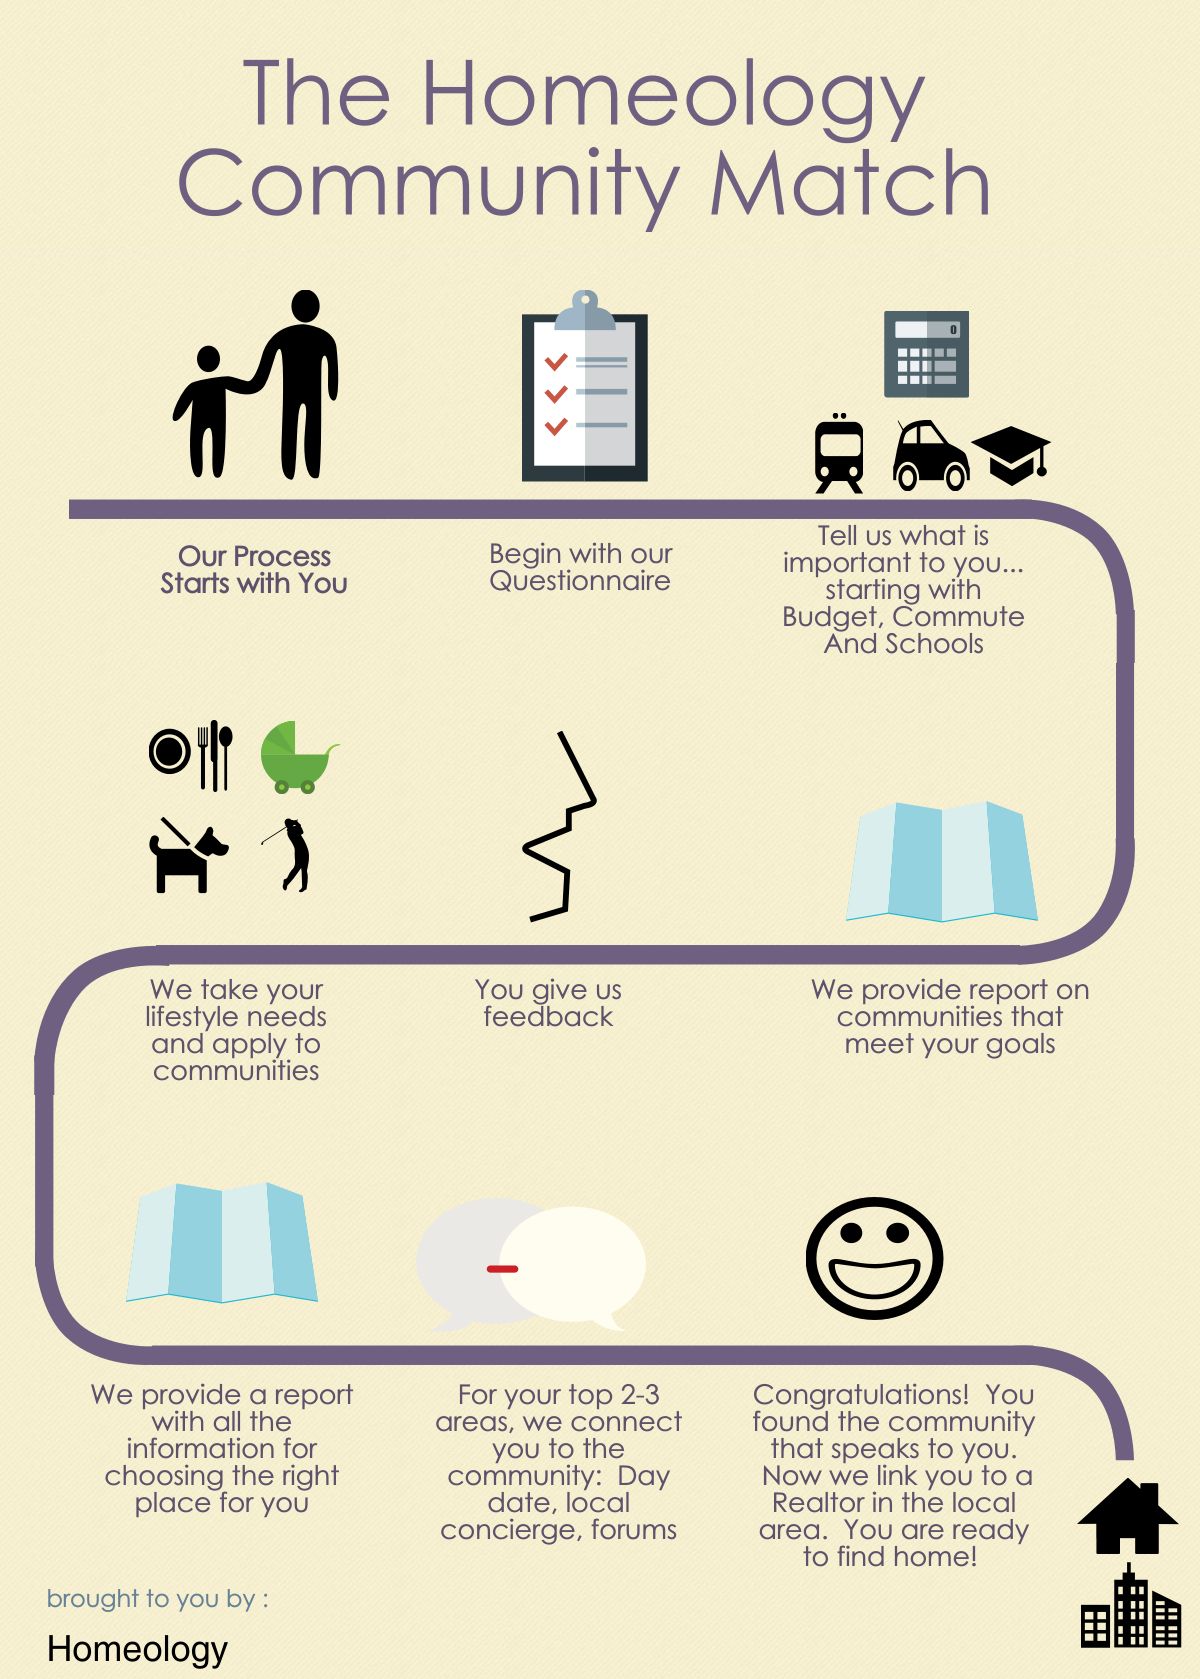 The Homeology
Community Match
0
Our Process
Starts with You
Begin with our
Questionnaire
Tell us what is
important to you...
starting with
Budget, Commute
And Schools
We take your
lifestyle needs
and apply to
communities
You give us
feedback
We provide report on
communities that
meet your goals
We provide a report
with all the
information for
choosing the right
place for you
For your top 2-3
areas, we connect
you to the
community:  Day
date, local
concierge, forums
Congratulations!  You
found the community
that speaks to you.
Now we link you to a
Realtor in the local
area.  You are ready
to find home!
brought to you by :
Homeology